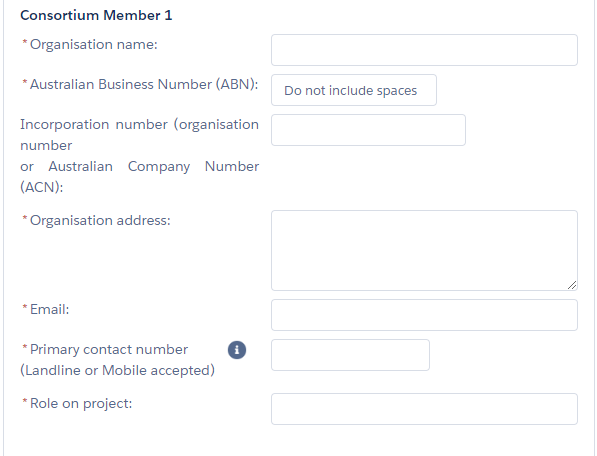 Consortium Member 1
* Organisation name:
* Australian Business Number (ABN):
Do not include spaces
Incorporation number (organisation
number
or Australian Company Number
(ACN):
* Organisation address:
* Email:
* Primary contact number
(Landline or Mobile accepted)
* Role on project: